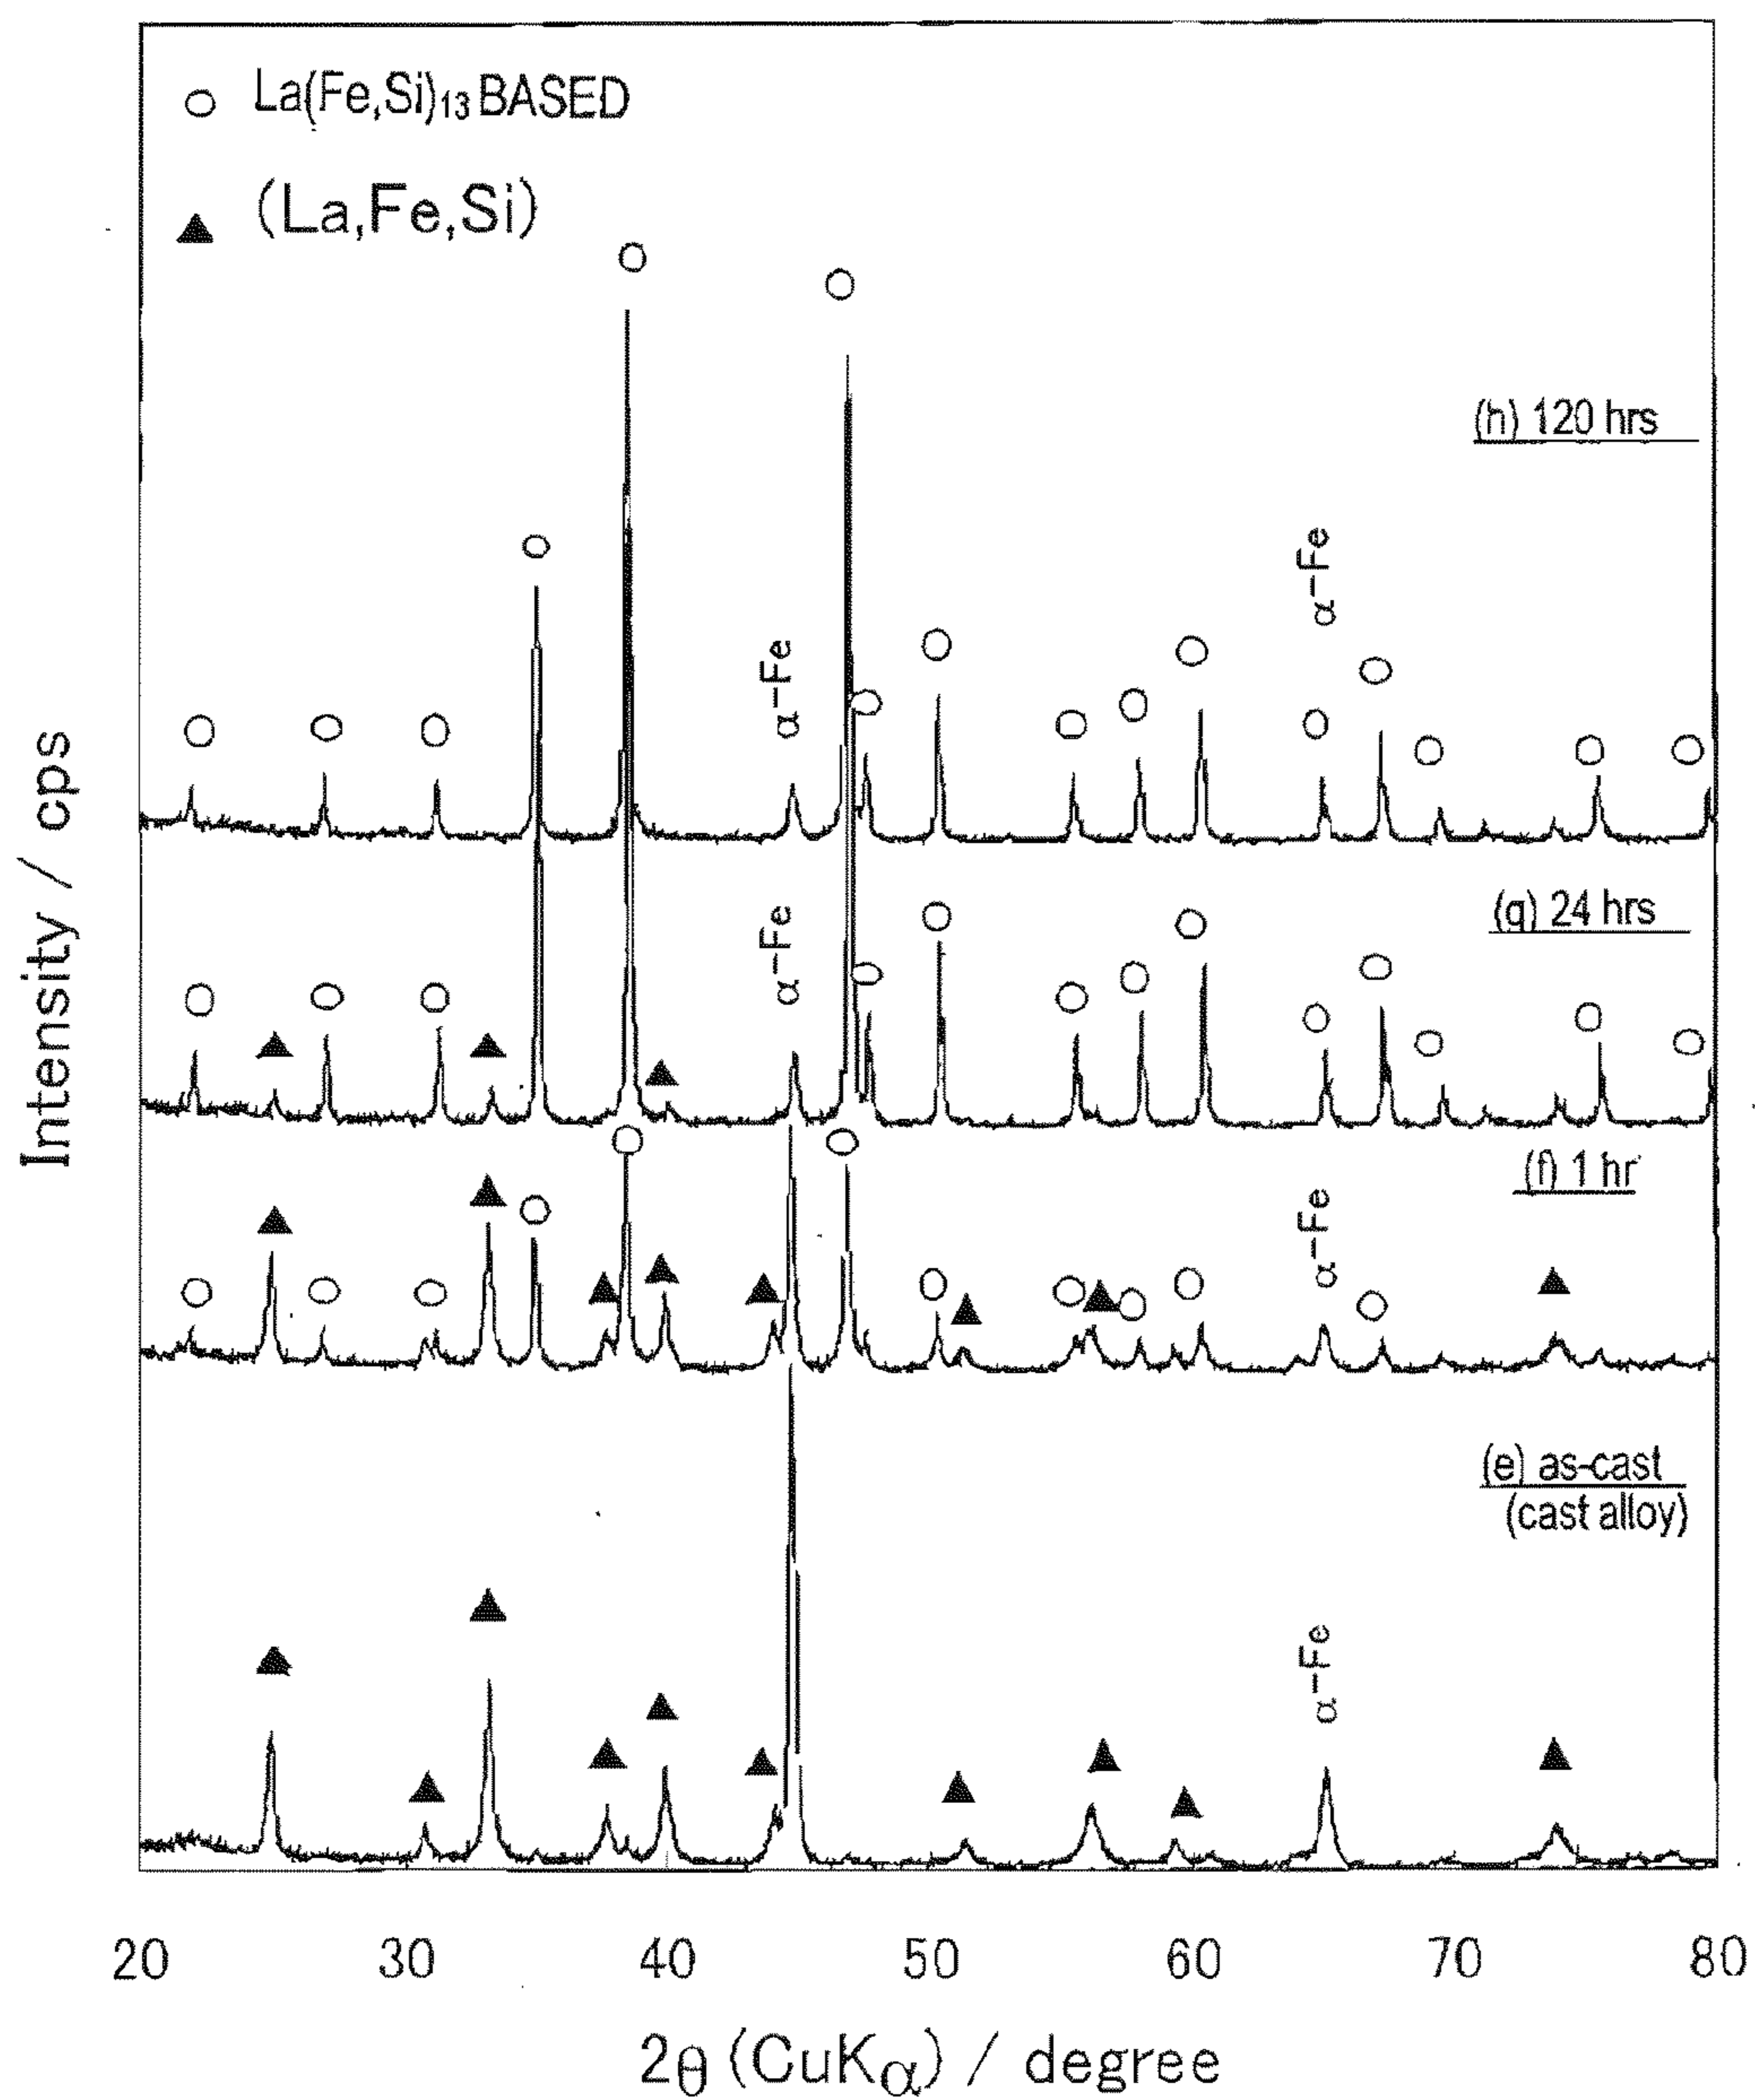 ○ La(Fe,Si)₁₃ BASED
▲ (La,Fe,Si)
(h) 120 hrs
α-Fe
α-Fe
(g) 24 hrs
α-Fe
(f) 1 hr
α-Fe
(e) as-cast
(cast alloy)
α-Fe
Intensity / cps
20 30 40 50 60 70 80
2θ (CuKα) / degree